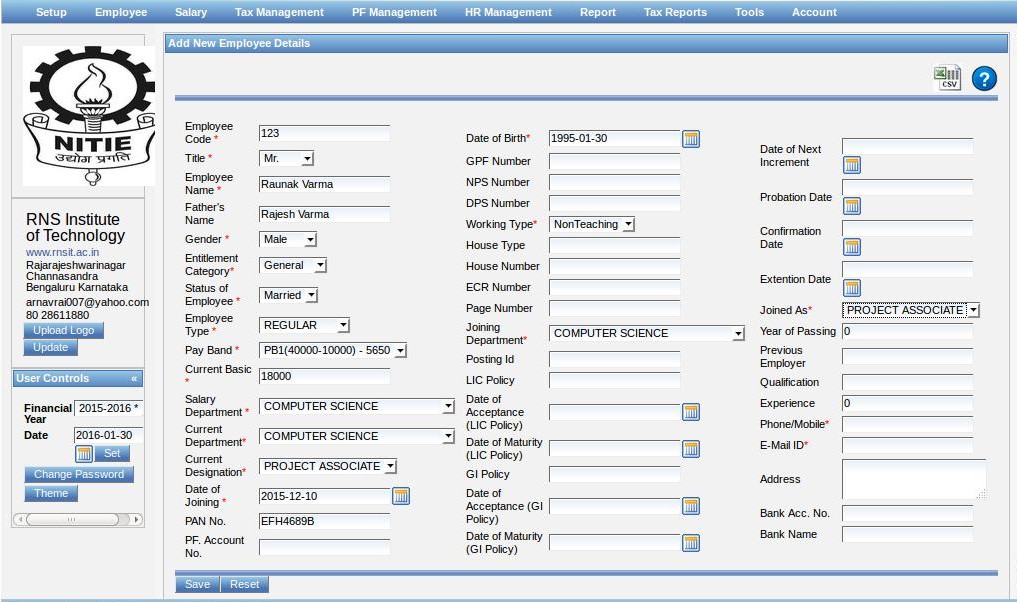 Setup Employee Salary Tax Management PF Management HR Management Report Tax Reports Tools Account
NITIE
उद्योग प्रगति
RNS Institute
of Technology
www.rnsit.ac.in
Rajarajeshwarinagar
Channasandra
Bengaluru Karnataka
arnavrai007@yahoo.com
80 28611880
Upload Logo
Update
User Controls «
Financial Year 2015-2016 *
Date 2016-01-30
Set
Change Password
Theme
Add New Employee Details
CSV ?
Employee Code * 123
Title * Mr.
Employee Name * Raunak Varma
Father's Name Rajesh Varma
Gender * Male
Entitlement Category* General
Status of Employee * Married
Employee Type * REGULAR
Pay Band * PB1(40000-10000) - 5650
Current Basic * 18000
Salary Department * COMPUTER SCIENCE
Current Department* COMPUTER SCIENCE
Current Designation* PROJECT ASSOCIATE
Date of Joining * 2015-12-10
PAN No. EFH4689B
PF. Account No.
Date of Birth* 1995-01-30
GPF Number
NPS Number
DPS Number
Working Type* NonTeaching
House Type
House Number
ECR Number
Page Number
Joining Department* COMPUTER SCIENCE
Posting Id
LIC Policy
Date of Acceptance (LIC Policy)
Date of Maturity (LIC Policy)
GI Policy
Date of Acceptance (GI Policy)
Date of Maturity (GI Policy)
Date of Next Increment
Probation Date
Confirmation Date
Extention Date
Joined As* PROJECT ASSOCIATE
Year of Passing 0
Previous Employer
Qualification
Experience 0
Phone/Mobile*
E-Mail ID*
Address
Bank Acc. No.
Bank Name
Save Reset